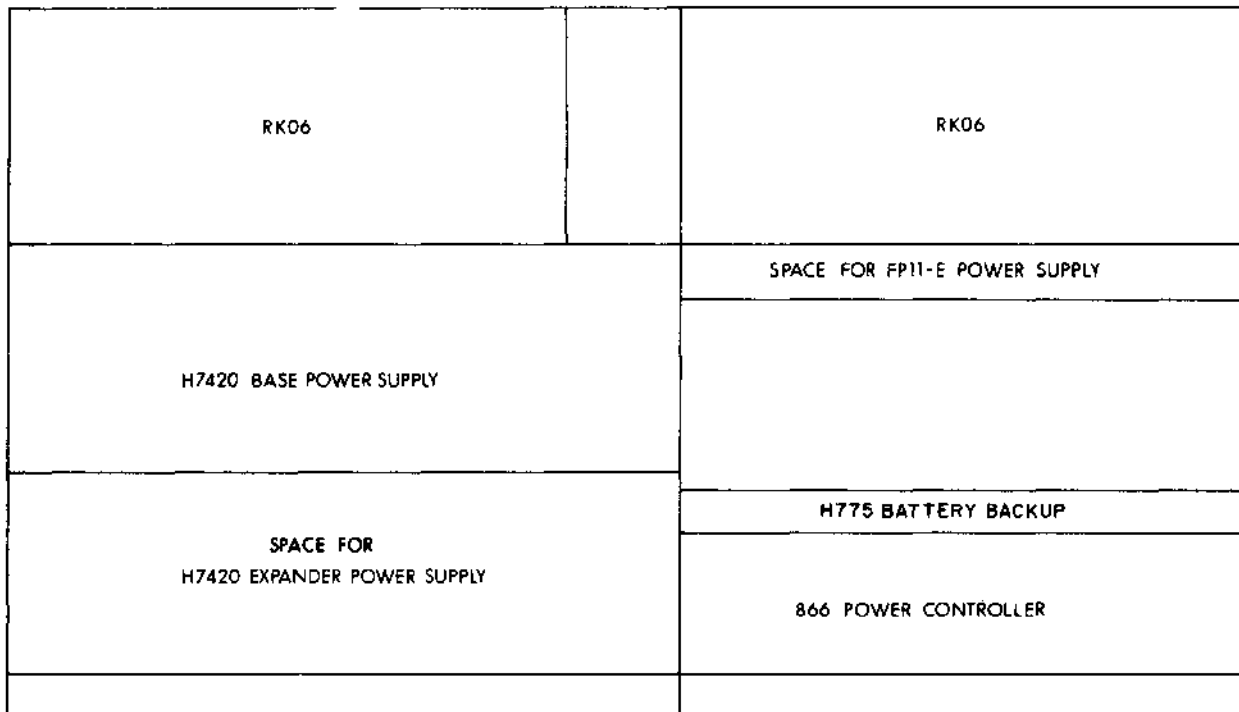 RK06
RK06
SPACE FOR FP11-E POWER SUPPLY
H7420 BASE POWER SUPPLY
H775 BATTERY BACKUP
SPACE FOR
H7420 EXPANDER POWER SUPPLY
866 POWER CONTROLLER